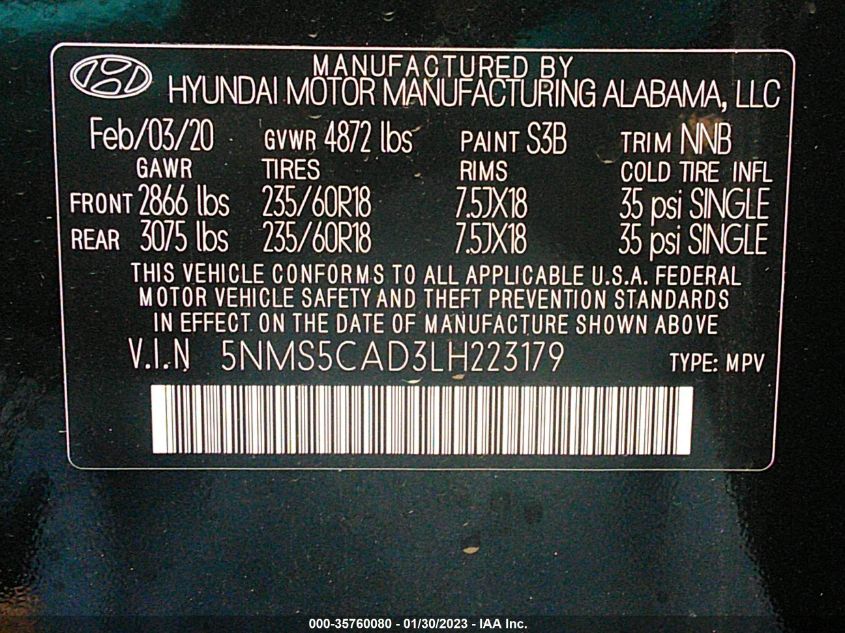 MANUFACTURED BY
HYUNDAI MOTOR MANUFACTURING ALABAMA, LLC
Feb/03/20 GVWR 4872 lbs PAINT S3B TRIM NNB
GAWR TIRES RIMS COLD TIRE INFL
FRONT 2866 lbs 235/60R18 7.5JX18 35 psi SINGLE
REAR 3075 lbs 235/60R18 7.5JX18 35 psi SINGLE
THIS VEHICLE CONFORMS TO ALL APPLICABLE U.S.A. FEDERAL
MOTOR VEHICLE SAFETY AND THEFT PREVENTION STANDARDS
IN EFFECT ON THE DATE OF MANUFACTURE SHOWN ABOVE
V.I.N 5NMS5CAD3LH223179 TYPE: MPV
000-35760080 - 01/30/2023 - IAA Inc.